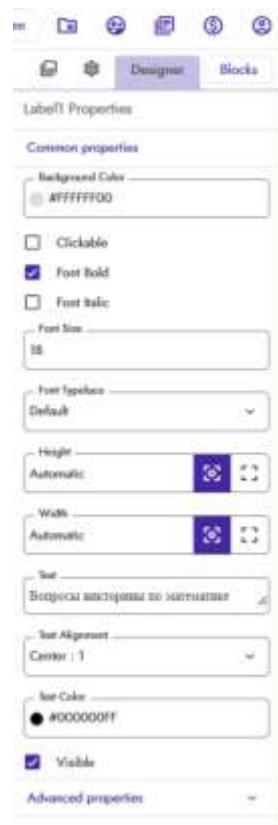 Designer Blocks
Label1 Properties
Common properties
Background Color
#FFFFFF00
Clickable
Font Bold
Font Italic
Font Size
18
Font Typeface
Default
Height
Automatic
Width
Automatic
Text
Вопросы викторины по математике
Text Alignment
Center : 1
Text Color
#000000FF
Visible
Advanced properties